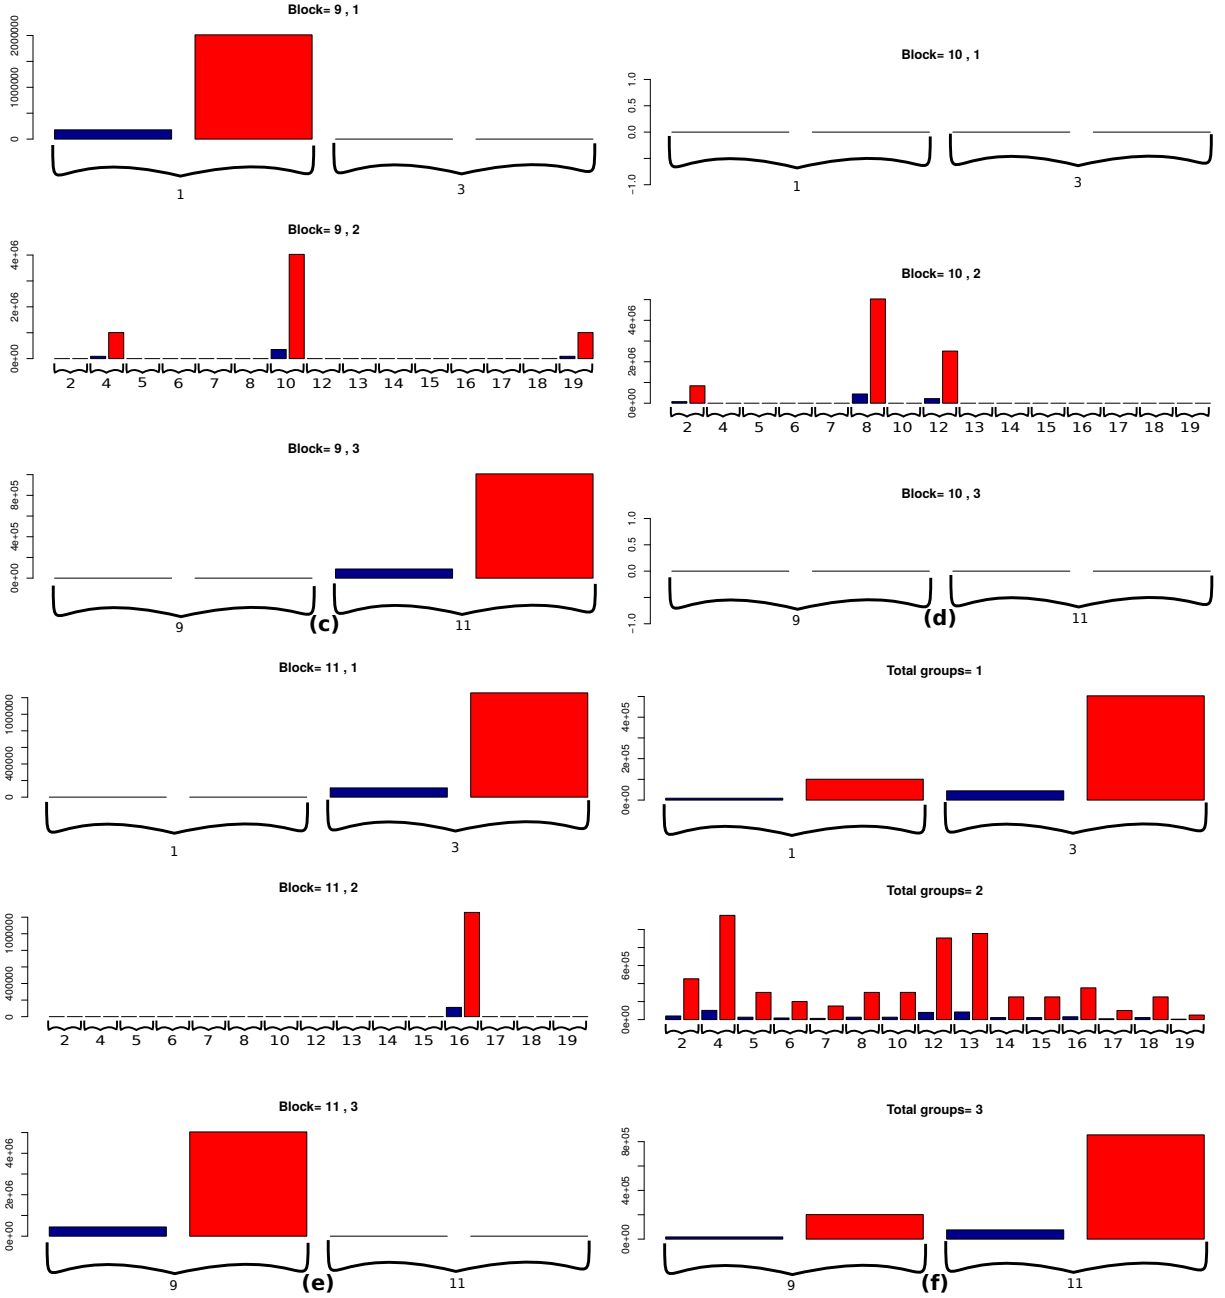 Block= 9 , 1
2000000
1000000
0
1 3
Block= 10 , 1
1.0
0.5
0.0
−1.0
1 3
Block= 9 , 2
4e+06
2e+06
0e+00
2 4 5 6 7 8 10 12 13 14 15 16 17 18 19
Block= 10 , 2
4e+06
2e+06
0e+00
2 4 5 6 7 8 10 12 13 14 15 16 17 18 19
Block= 9 , 3
8e+05
4e+05
0e+00
9 11
(c)
Block= 10 , 3
1.0
0.5
0.0
−1.0
9 11
(d)
Block= 11 , 1
1000000
400000
0
1 3
Total groups= 1
4e+05
2e+05
0e+00
1 3
Block= 11 , 2
1000000
400000
0
2 4 5 6 7 8 10 12 13 14 15 16 17 18 19
Total groups= 2
6e+05
0e+00
2 4 5 6 7 8 10 12 13 14 15 16 17 18 19
Block= 11 , 3
4e+06
2e+06
0e+00
9 11
(e)
Total groups= 3
8e+05
4e+05
0e+00
9 11
(f)